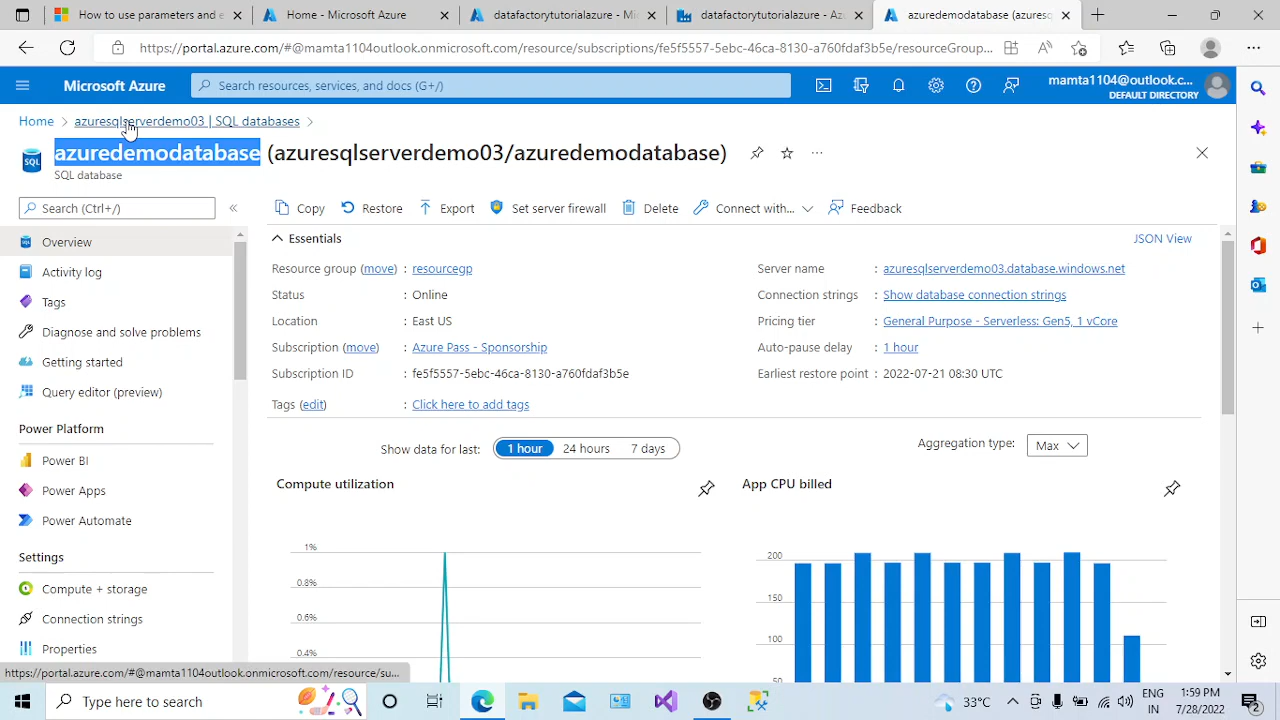 How to use parameters and e
Home - Microsoft Azure
datafactorytutorialazure - Mi
datafactorytutorialazure - Az
azuredemodatabase (azuresq
https://portal.azure.com/#@mamta1104outlook.onmicrosoft.com/resource/subscriptions/fe5f5557-5ebc-46ca-8130-a760fdaf3b5e/resourceGroup...
Microsoft Azure
Search resources, services, and docs (G+/)
mamta1104@outlook.c...
DEFAULT DIRECTORY
Home > azuresqlserverdemo03 | SQL databases >
azuredemodatabase (azuresqlserverdemo03/azuredemodatabase)
SQL database
Search (Ctrl+/)
Copy Restore Export Set server firewall Delete Connect with... Feedback
Overview
Activity log
Tags
Diagnose and solve problems
Getting started
Query editor (preview)
Power Platform
Power BI
Power Apps
Power Automate
Settings
Compute + storage
Connection strings
Properties
Essentials
JSON View
Resource group (move) : resourcegp
Status : Online
Location : East US
Subscription (move) : Azure Pass - Sponsorship
Subscription ID : fe5f5557-5ebc-46ca-8130-a760fdaf3b5e
Tags (edit) : Click here to add tags
Server name : azuresqlserverdemo03.database.windows.net
Connection strings : Show database connection strings
Pricing tier : General Purpose - Serverless: Gen5, 1 vCore
Auto-pause delay : 1 hour
Earliest restore point : 2022-07-21 08:30 UTC
Show data for last: 1 hour 24 hours 7 days
Aggregation type: Max
Compute utilization
1%
0.8%
0.6%
0.4%
App CPU billed
200
150
100
50
https://portal.azure.com/#@mamta1104outlook.onmicrosoft.com/resource/su...
Type here to search
33°C
ENG
IN
1:59 PM
7/28/2022
2